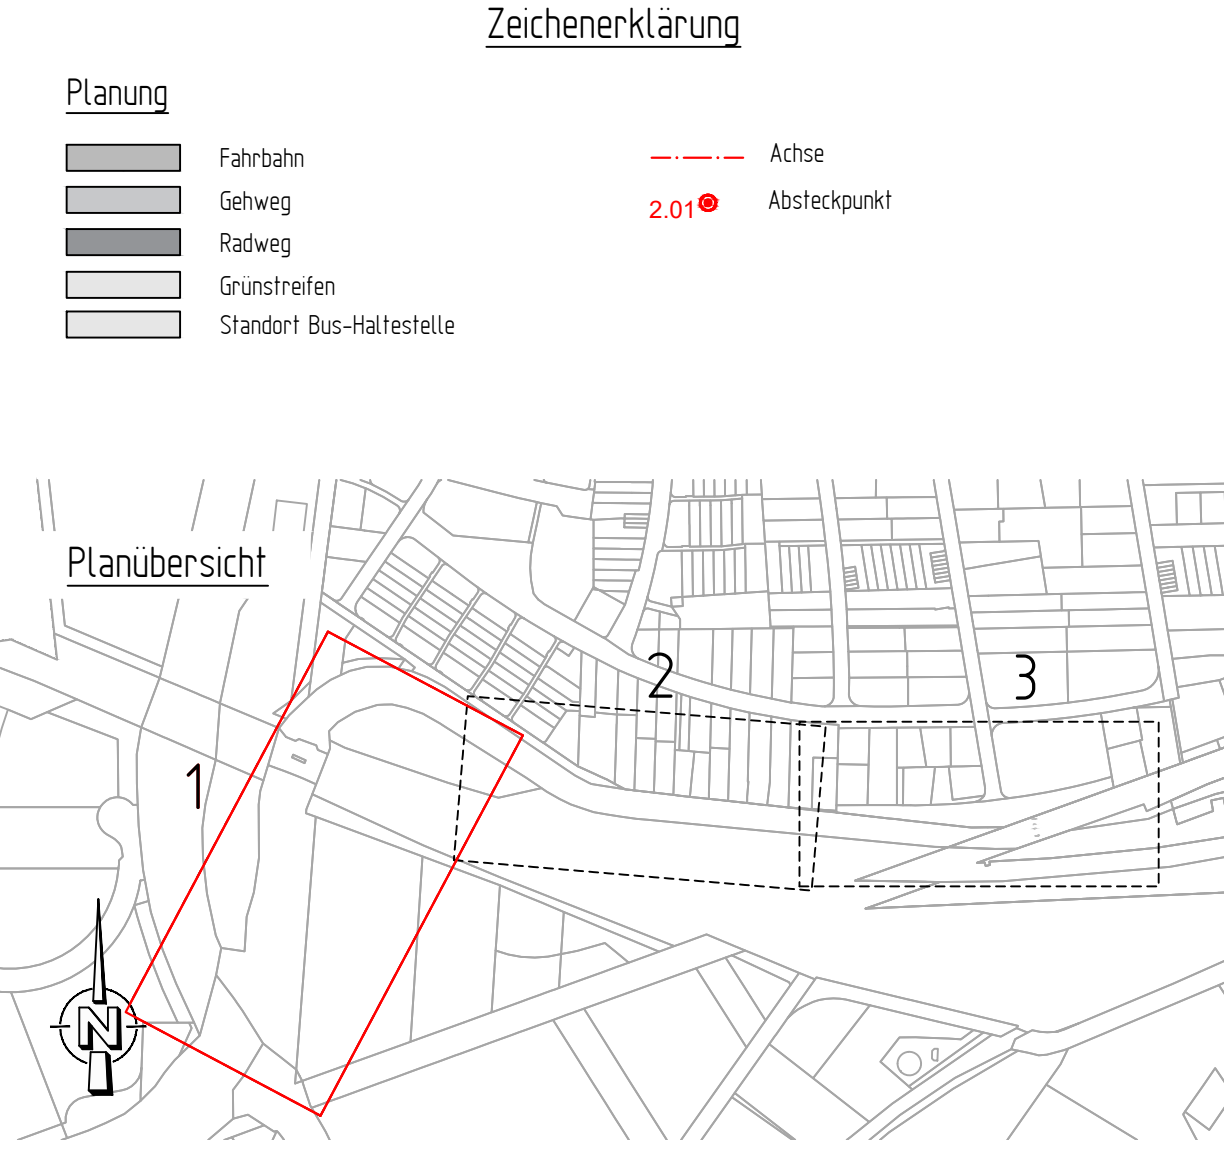 Zeichenerklärung
Planung
Fahrbahn
Gehweg
Radweg
Grünstreifen
Standort Bus-Haltestelle
Achse
2.01 Absteckpunkt
Planübersicht
1
2
3
N